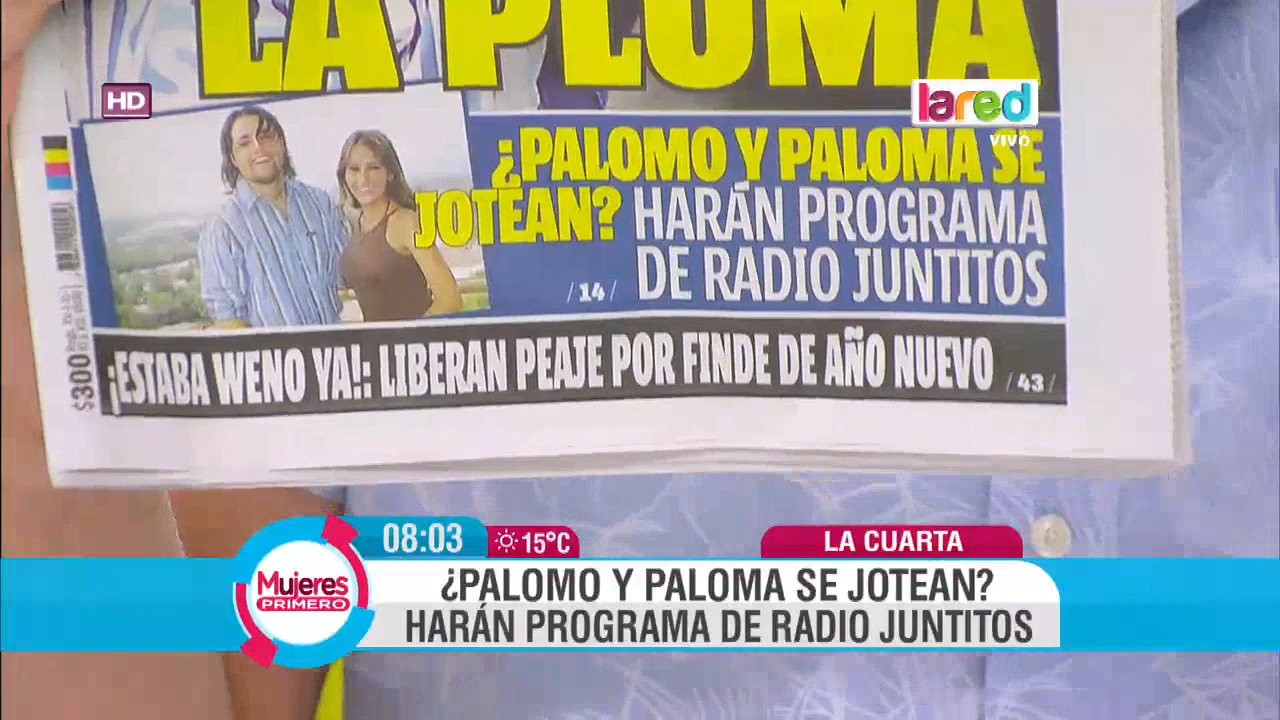 LA PLUMA
HD
lared
VIVO
¿PALOMO Y PALOMA SE
JOTEAN? HARÁN PROGRAMA
DE RADIO JUNTITOS
/14/
$300
¡ESTABA WENO YA!: LIBERAN PEAJE POR FINDE DE AÑO NUEVO /43/
08:03
15°C
LA CUARTA
Mujeres
PRIMERO
¿PALOMO Y PALOMA SE JOTEAN?
HARÁN PROGRAMA DE RADIO JUNTITOS